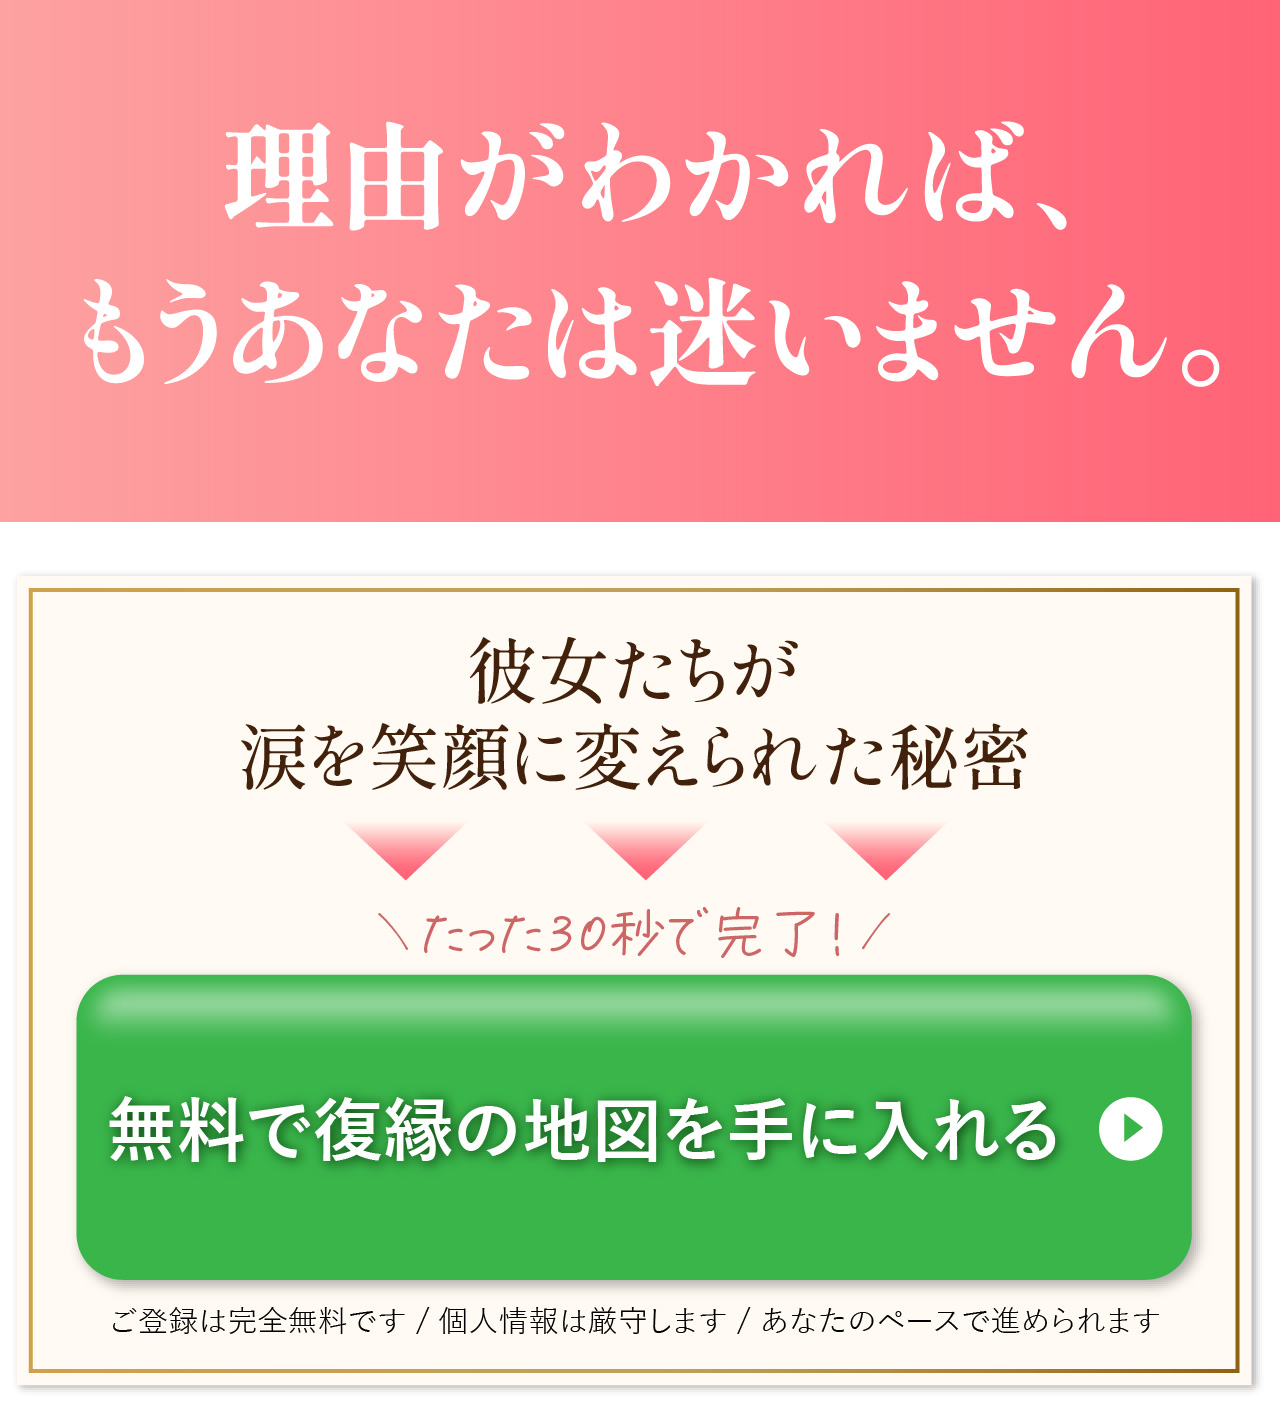 理由がわかれば、
もうあなたは迷いません。
彼女たちが
涙を笑顔に変えられた秘密
＼たった30秒で完了！／
無料で復縁の地図を手に入れる
ご登録は完全無料です / 個人情報は厳守します / あなたのペースで進められます